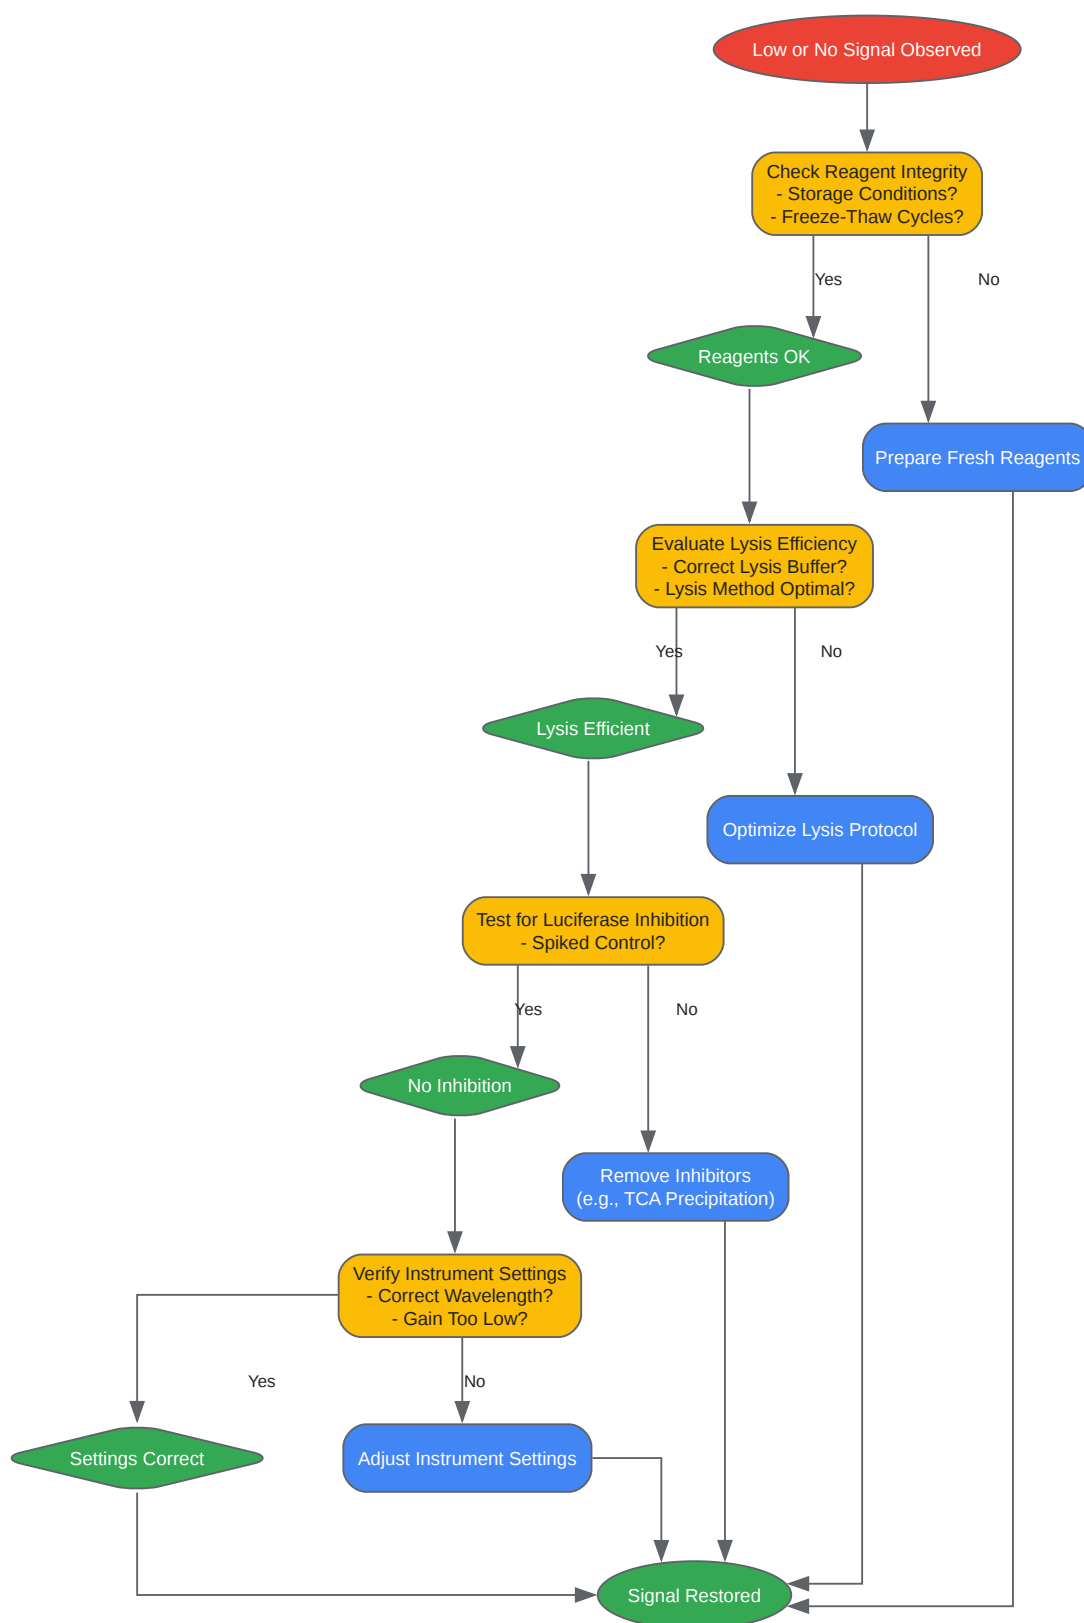 Low or No Signal Observed
Check Reagent Integrity
- Storage Conditions?
- Freeze-Thaw Cycles?
Yes
No
Reagents OK
Prepare Fresh Reagents
Evaluate Lysis Efficiency
- Correct Lysis Buffer?
- Lysis Method Optimal?
Yes
No
Lysis Efficient
Optimize Lysis Protocol
Test for Luciferase Inhibition
- Spiked Control?
Yes
No
No Inhibition
Remove Inhibitors
(e.g., TCA Precipitation)
Verify Instrument Settings
- Correct Wavelength?
- Gain Too Low?
Yes
No
Settings Correct
Adjust Instrument Settings
Signal Restored